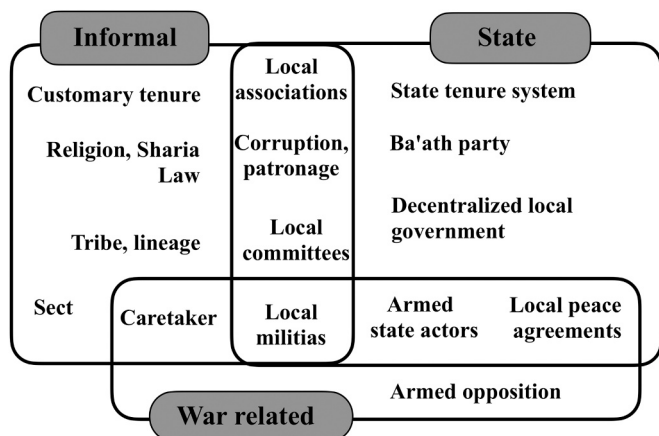 Informal
State
Customary tenure
Local
associations
State tenure system
Religion, Sharia
Law
Corruption,
patronage
Ba'ath party
Tribe, lineage
Local
committees
Decentralized local
government
Sect
Caretaker
Local
militias
Armed
state actors
Local peace
agreements
Armed opposition
War related